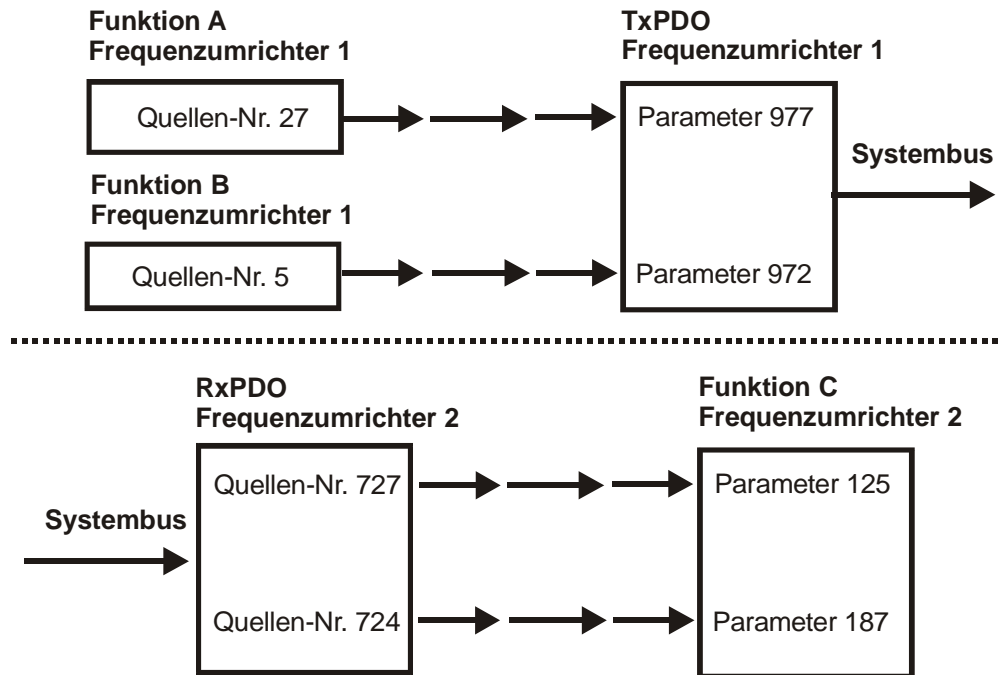 Funktion A
Frequenzumrichter 1
Quellen-Nr. 27
Funktion B
Frequenzumrichter 1
Quellen-Nr. 5
TxPDO
Frequenzumrichter 1
Parameter 977
Parameter 972
Systembus
Systembus
RxPDO
Frequenzumrichter 2
Quellen-Nr. 727
Quellen-Nr. 724
Funktion C
Frequenzumrichter 2
Parameter 125
Parameter 187